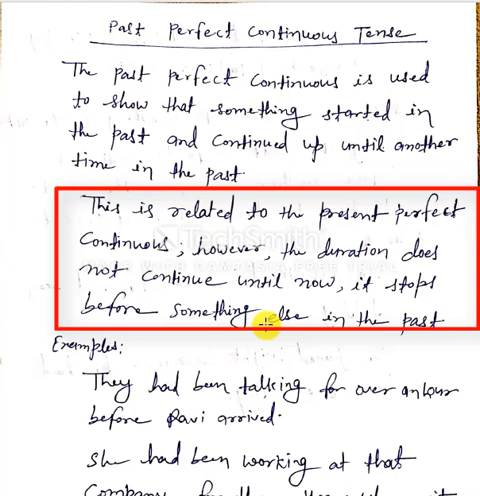 Past Perfect Continuous Tense
The past perfect continuous is used
to show that something started in
the past and continued up until another
time in the past.
This is related to the present perfect
Continuous; however, the duration does
not continue until now, it stops
before something else in the past
TechSmith
Examples:
They had been talking for over an hour
before Ravi arrived.
She had been working at that
Company for